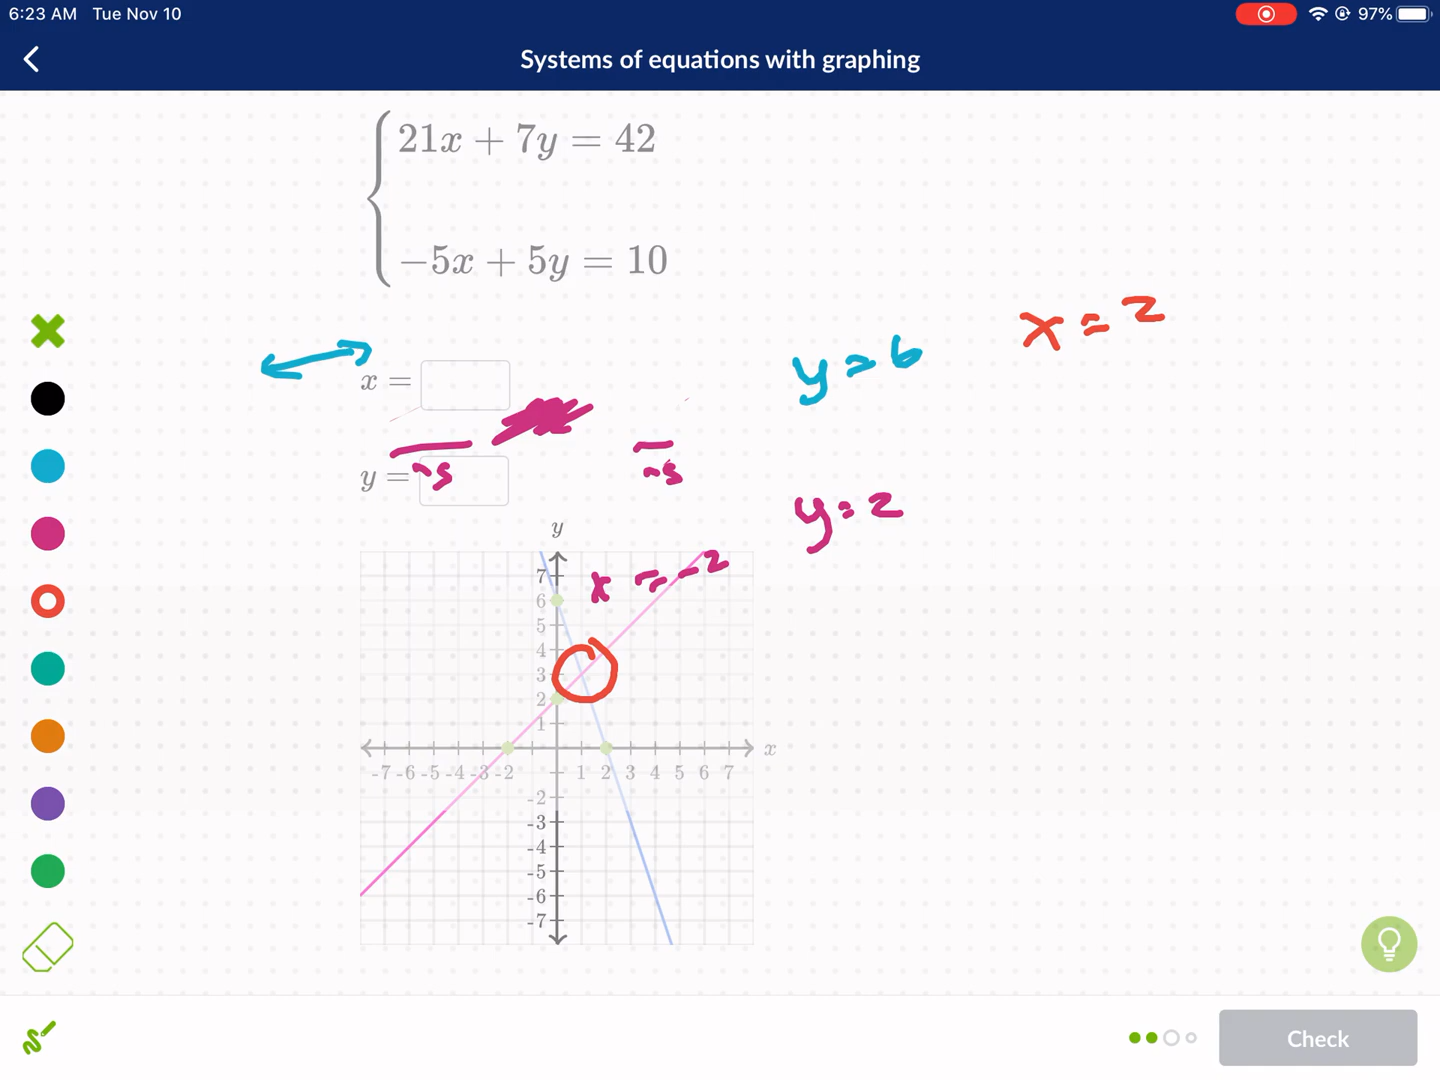 6:23 AM Tue Nov 10
97%
Systems of equations with graphing
21x + 7y = 42
−5x + 5y = 10
x = 2
y = 6
x =
y =
-5
-5
y = 2
y
x = -2
7
6
5
4
3
2
1
x
-7 -6 -5 -4 -3 -2 1 2 3 4 5 6 7
-2
-3
-4
-5
-6
-7
Check